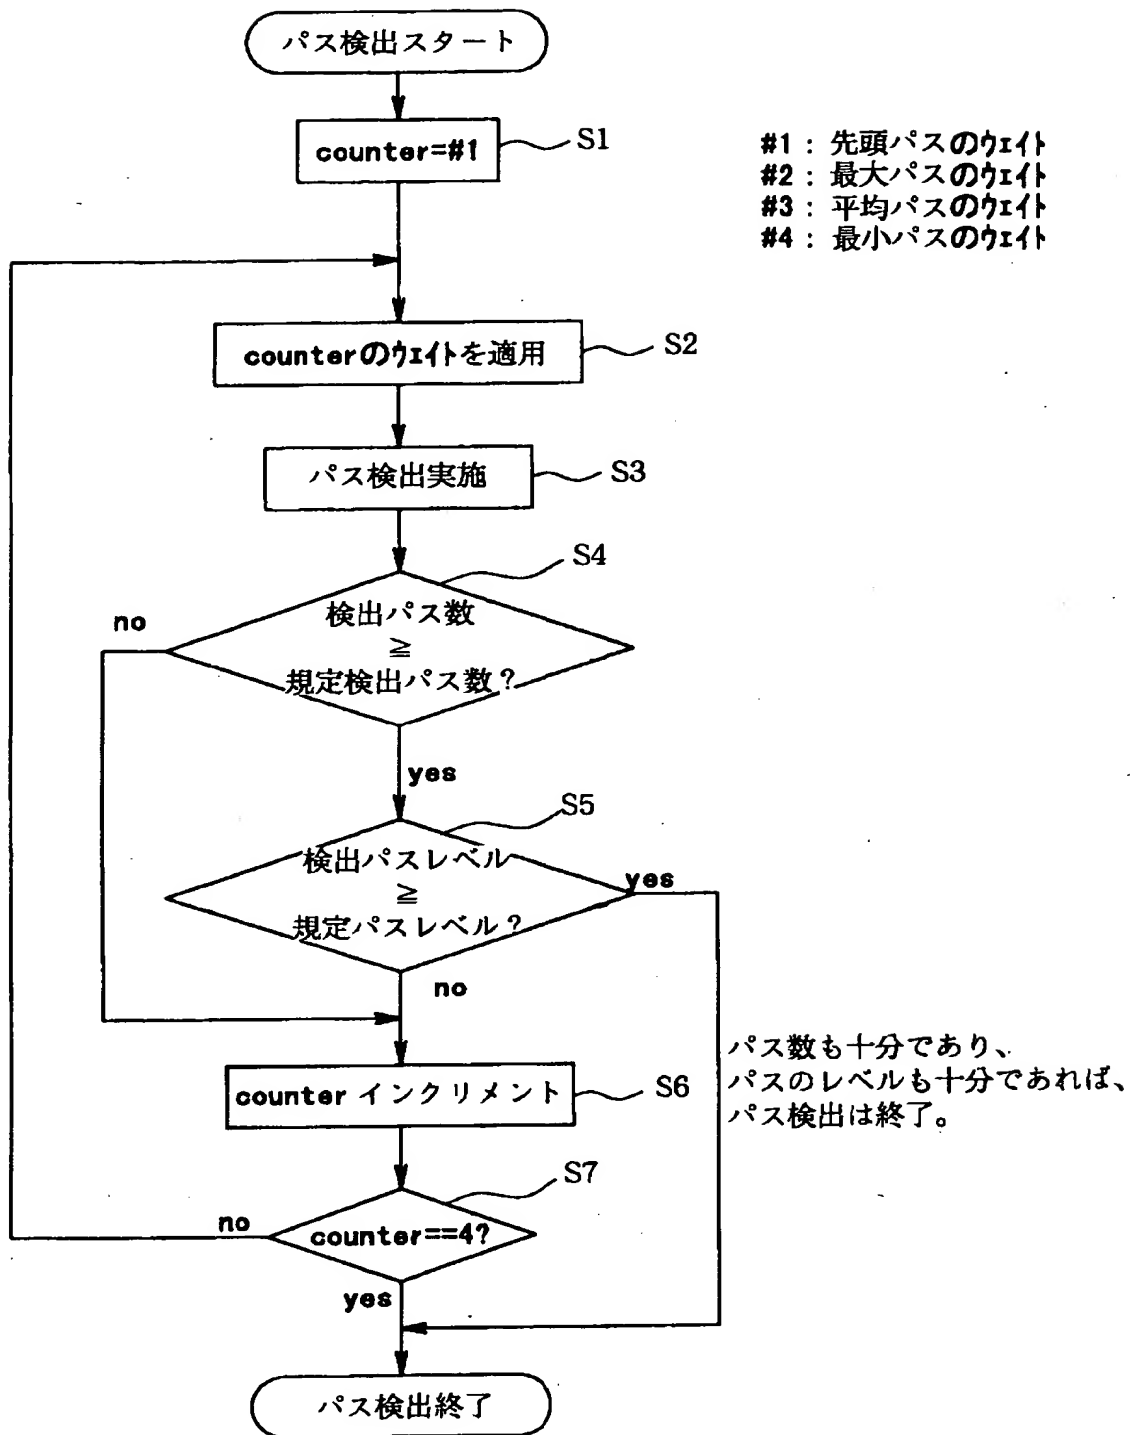 パス検出スタート
counter=#1
S1
#1：先頭パスのウェイト
#2：最大パスのウェイト
#3：平均パスのウェイト
#4：最小パスのウェイト
counterのウェイトを適用
S2
パス検出実施
S3
S4
検出パス数
≧
規定検出パス数？
no
yes
S5
検出パスレベル
≧
規定パスレベル？
yes
no
パス数も十分であり、
パスのレベルも十分であれば、
パス検出は終了。
counter インクリメント
S6
S7
counter==4?
no
yes
パス検出終了